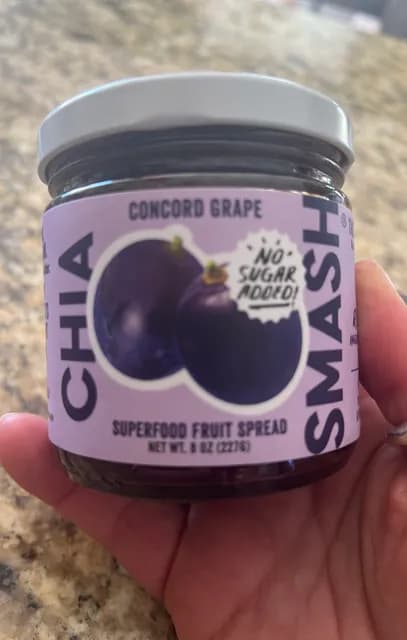 CONCORD GRAPE
CHIA
SMASH
NO
SUGAR
ADDED!
SUPERFOOD FRUIT SPREAD
NET WT. 8 OZ (227G)